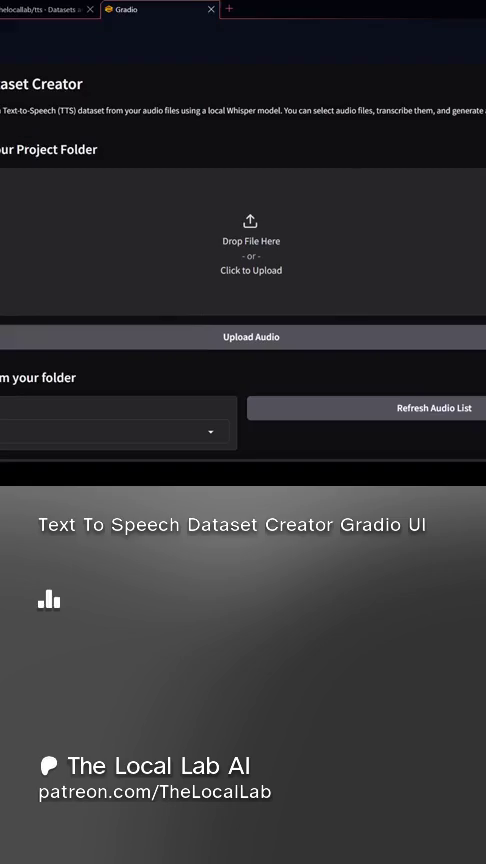 thelocallab/tts - Datasets
Gradio
aset Creator
Text-to-Speech (TTS) dataset from your audio files using a local Whisper model. You can select audio files, transcribe them, and generate
ur Project Folder
Drop File Here
- or -
Click to Upload
Upload Audio
m your folder
Refresh Audio List
Text To Speech Dataset Creator Gradio UI
The Local Lab AI
patreon.com/TheLocalLab